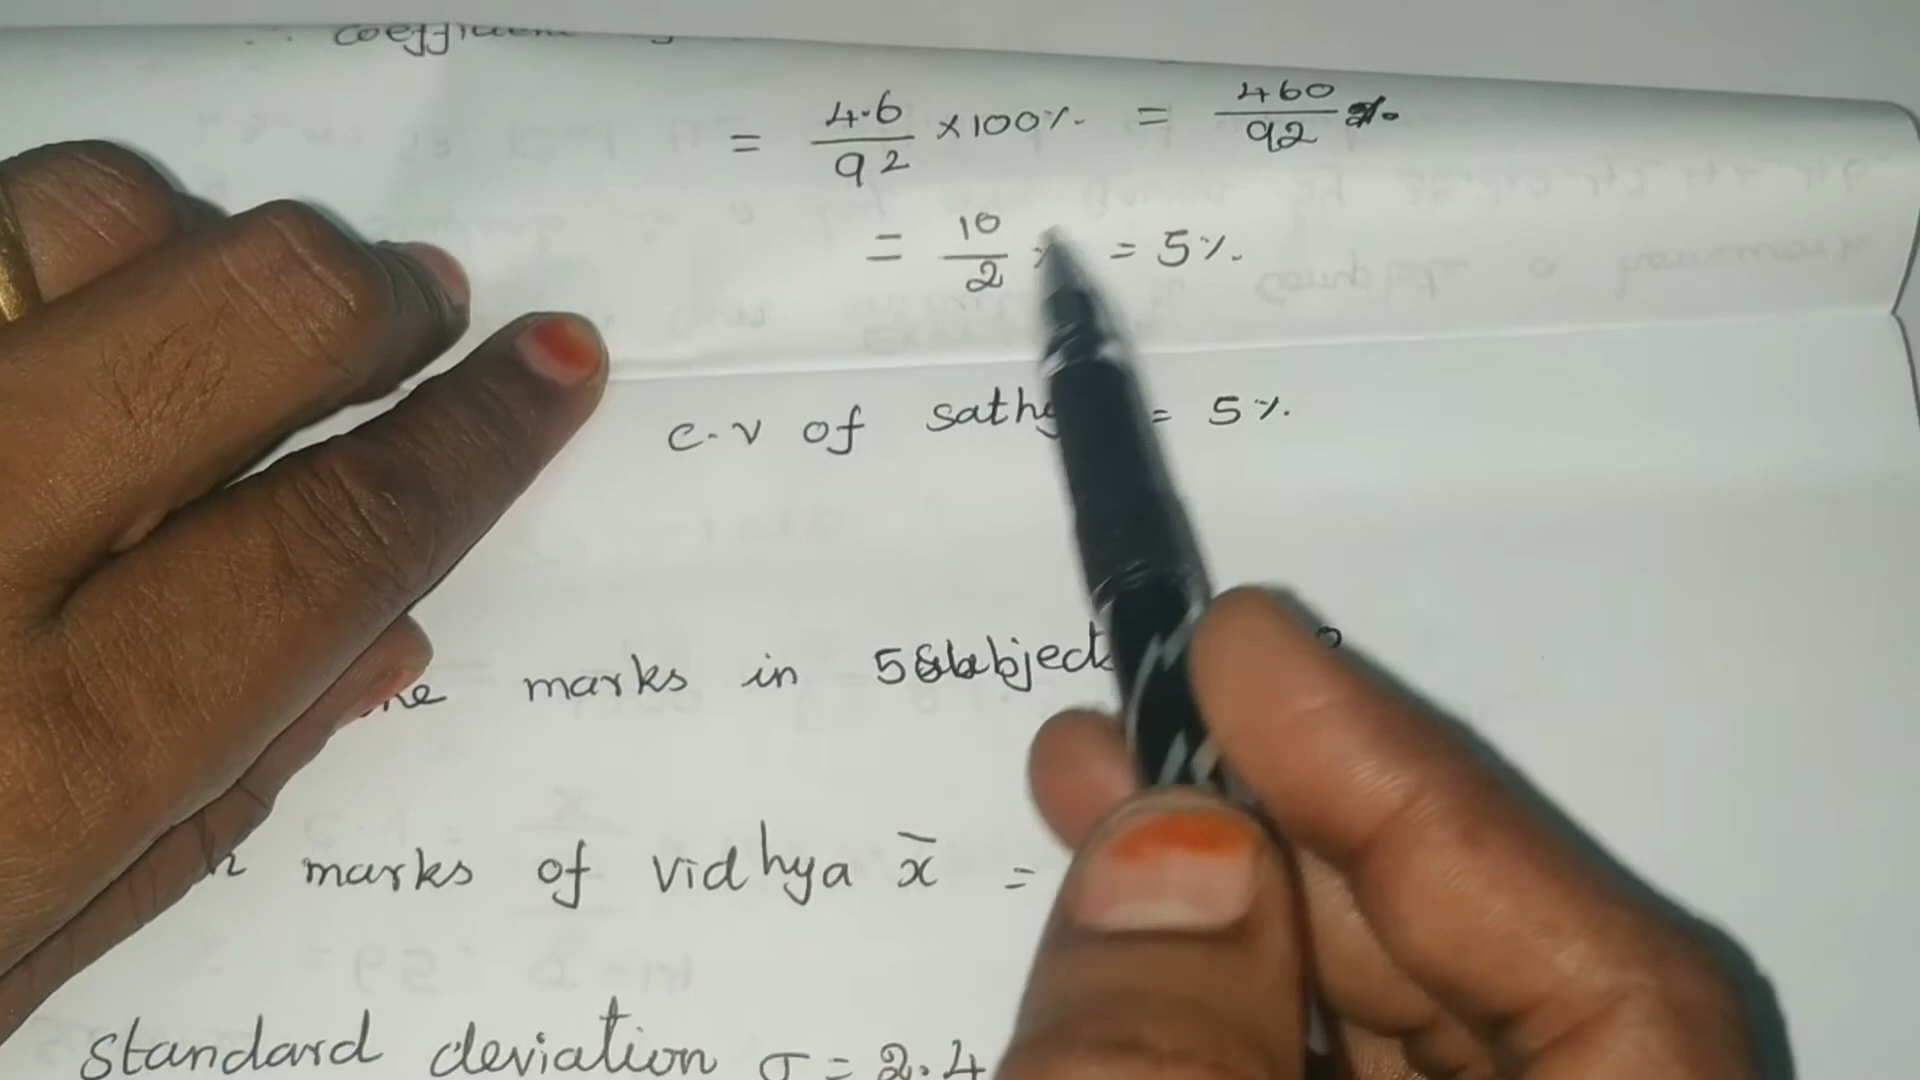 = 4.6/92 ×100% = 460/92 %
= 10/2 % = 5%.
C.V of = 5%.
marks in 5 Subject
marks of vidhya x̄ =
standard deviation σ = 2.4